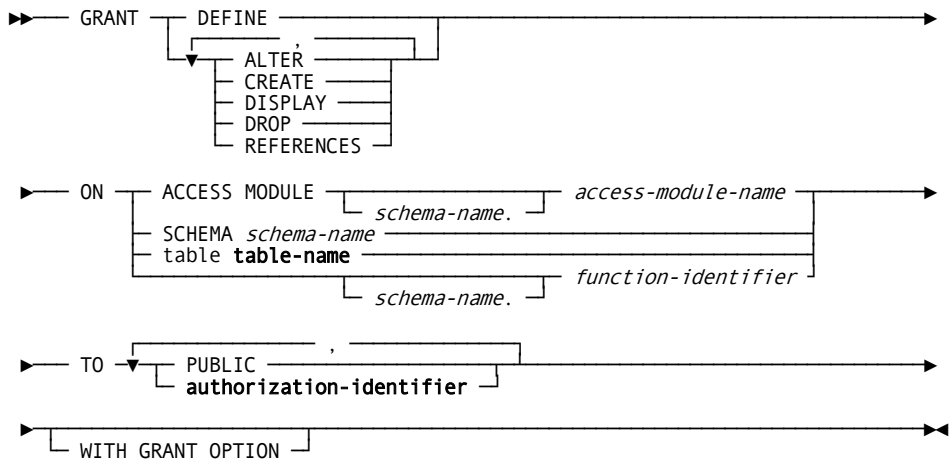 GRANT DEFINE
,
ALTER
CREATE
DISPLAY
DROP
REFERENCES
ON ACCESS MODULE access-module-name
schema-name.
SCHEMA schema-name
table table-name
function-identifier
schema-name.
TO PUBLIC
,
authorization-identifier
WITH GRANT OPTION